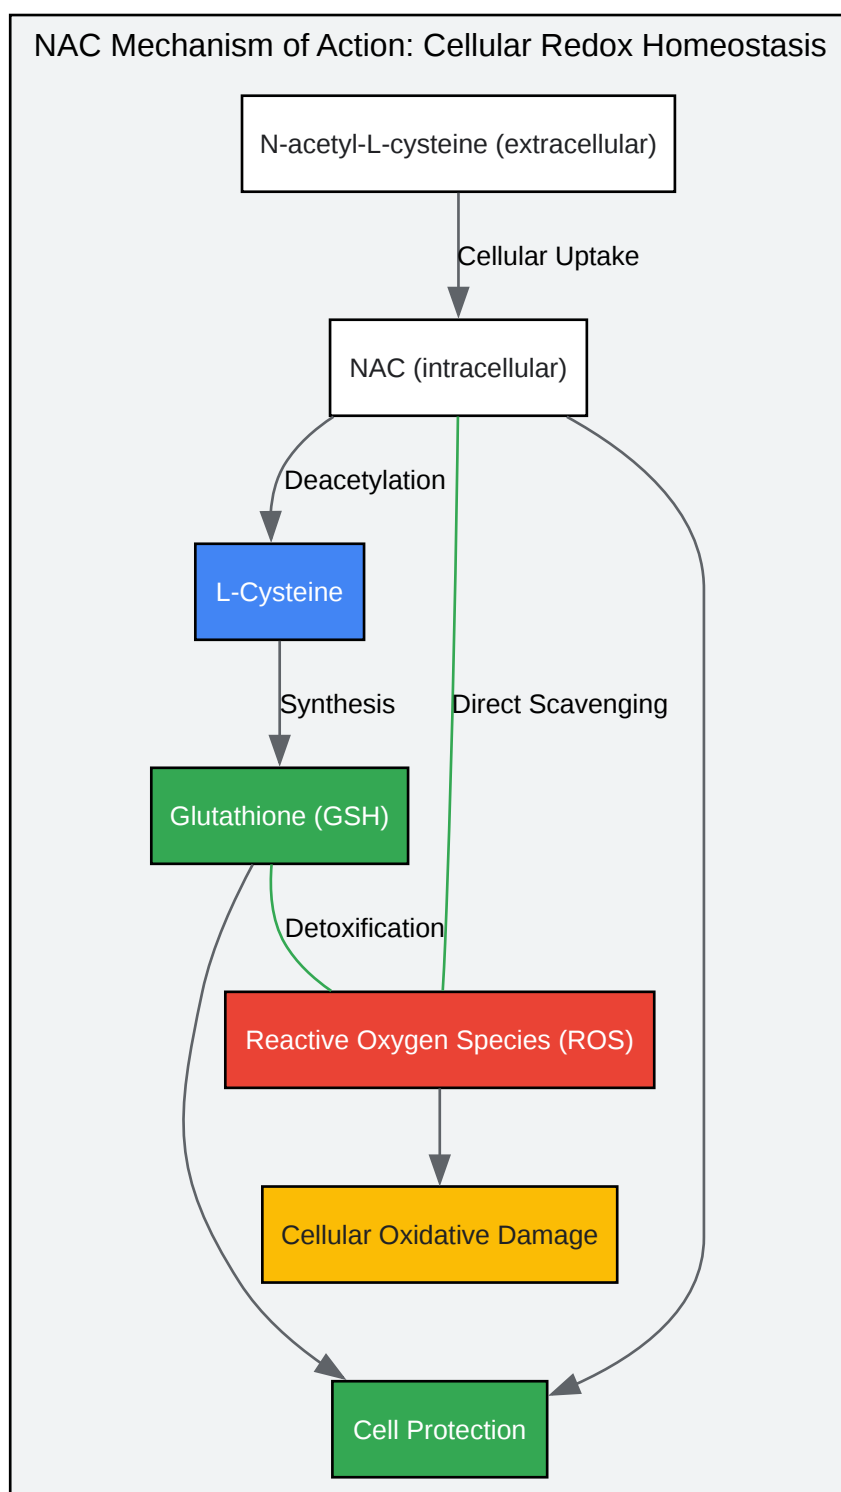 NAC Mechanism of Action: Cellular Redox Homeostasis
N-acetyl-L-cysteine (extracellular)
Cellular Uptake
NAC (intracellular)
Deacetylation
L-Cysteine
Synthesis
Direct Scavenging
Glutathione (GSH)
Detoxification
Reactive Oxygen Species (ROS)
Cellular Oxidative Damage
Cell Protection